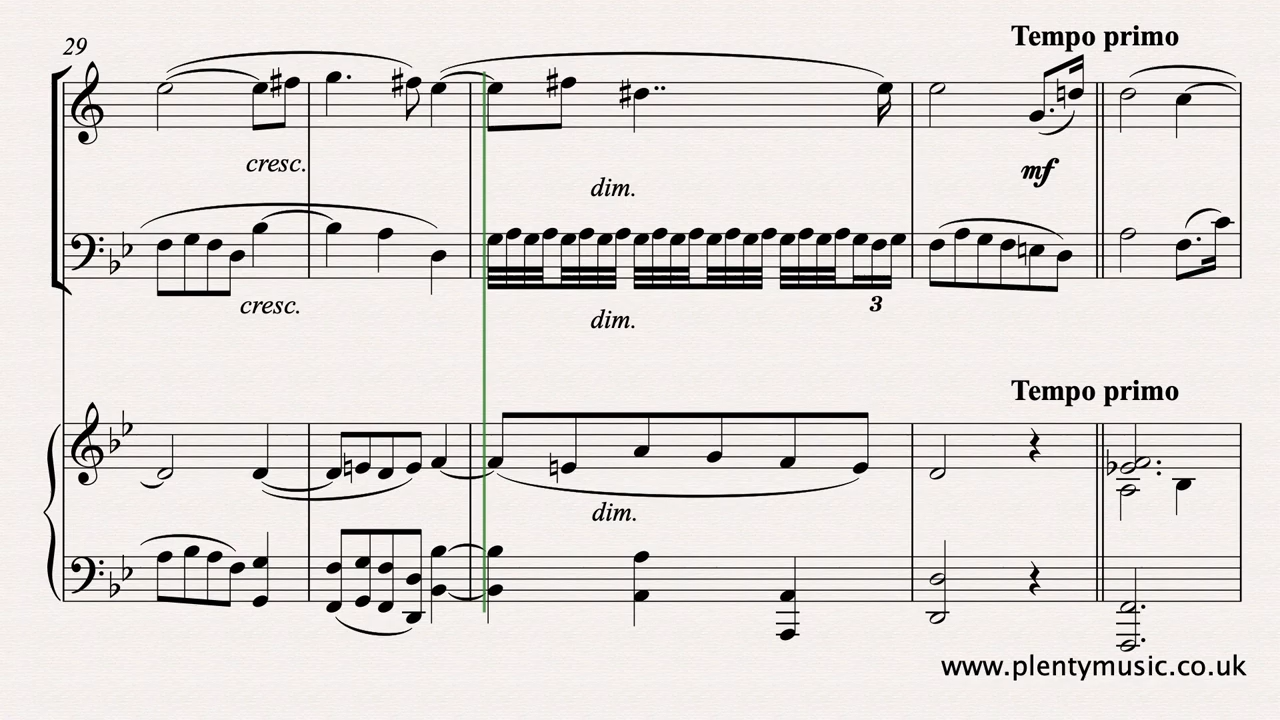 Tempo primo
29
cresc.
mf
dim.
cresc.
3
dim.
Tempo primo
dim.
www.plentymusic.co.uk